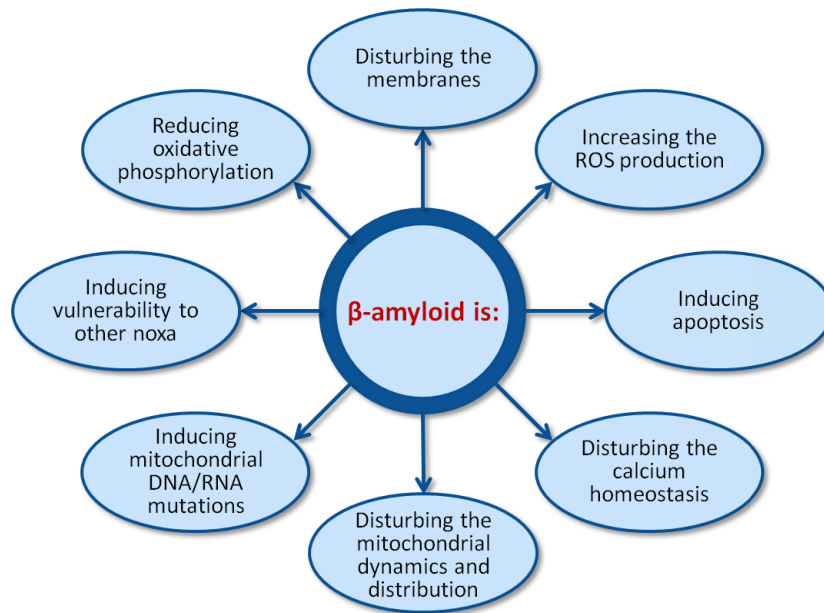 Disturbing the
membranes
Increasing the
ROS production
Inducing
apoptosis
Disturbing the
calcium
homeostasis
Disturbing the
mitochondrial
dynamics and
distribution
Inducing
mitochondrial
DNA/RNA
mutations
Inducing
vulnerability to
other noxa
Reducing
oxidative
phosphorylation
β-amyloid is: